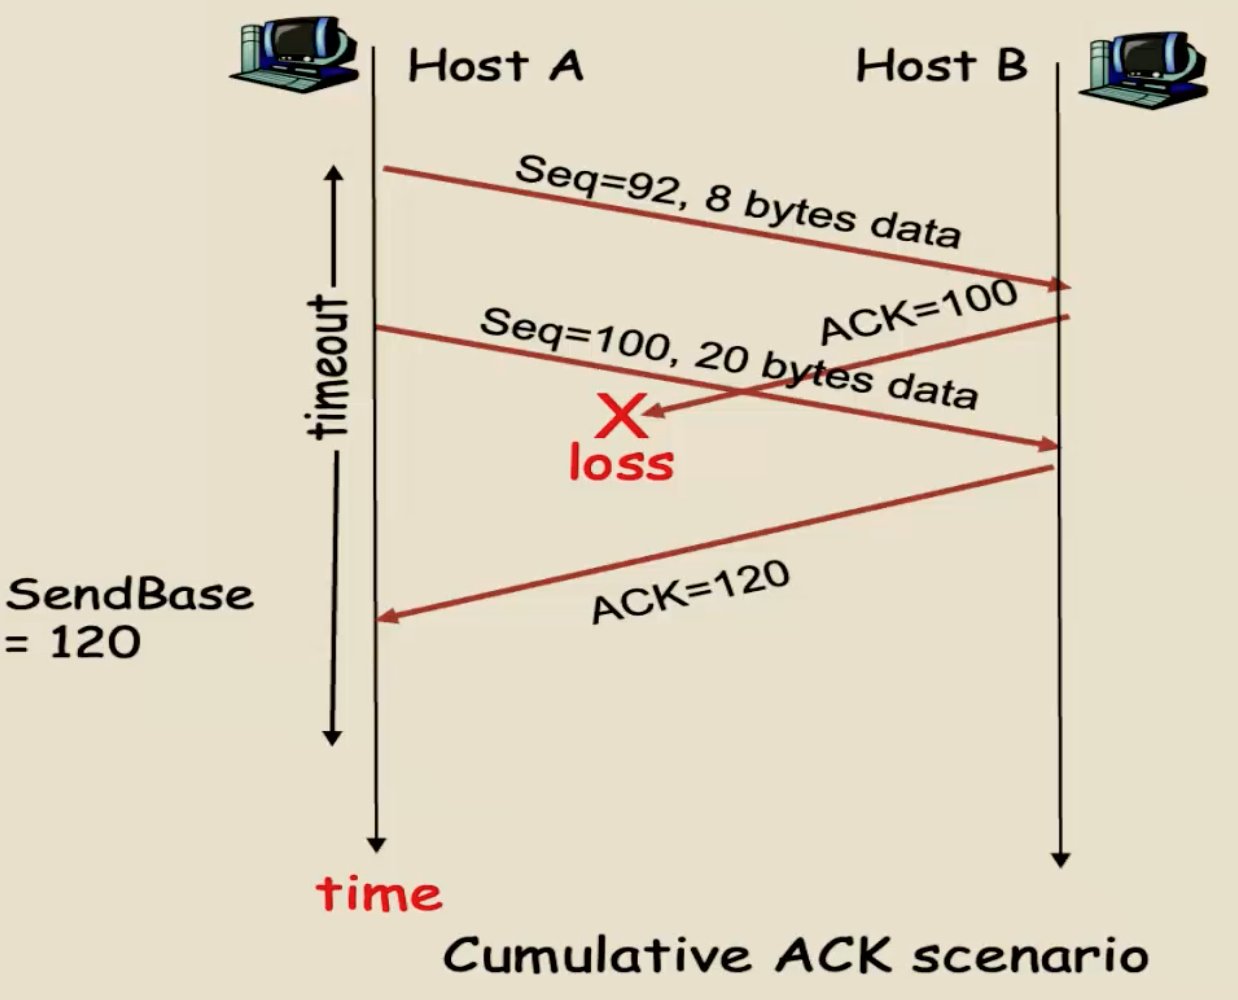 Host A
Host B
Seq=92, 8 bytes data
ACK=100
timeout
Seq=100, 20 bytes data
X
loss
ACK=120
SendBase
= 120
time
Cumulative ACK scenario